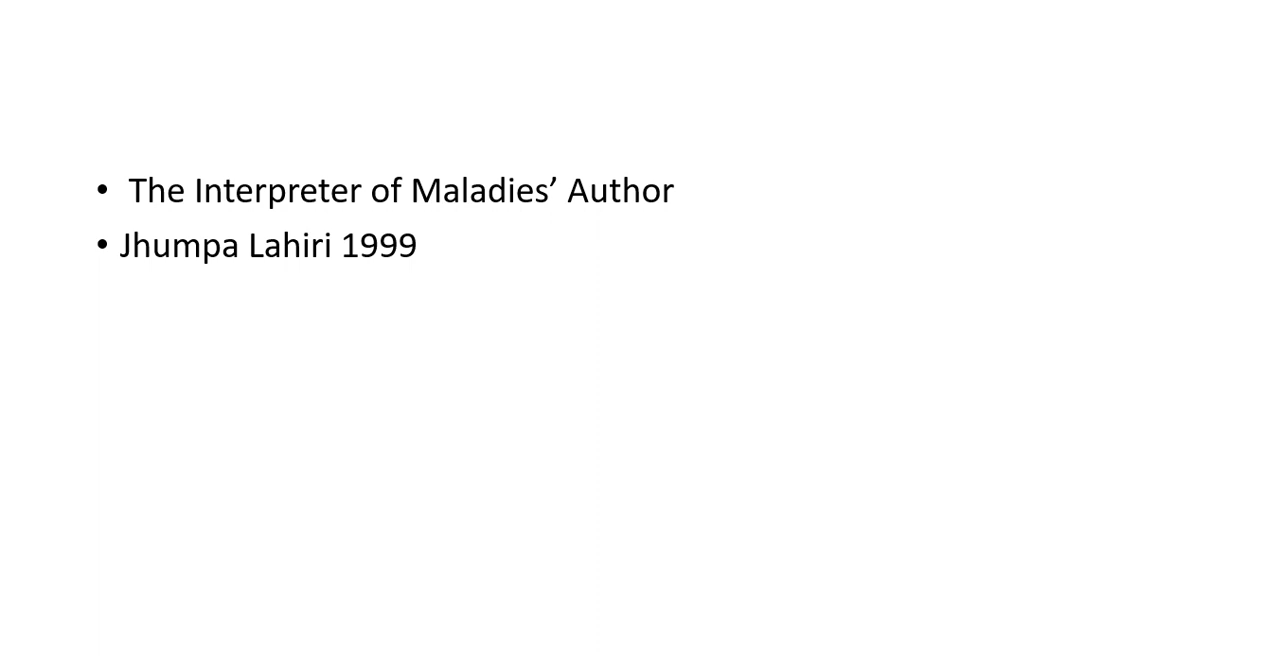 • The Interpreter of Maladies’ Author
• Jhumpa Lahiri 1999